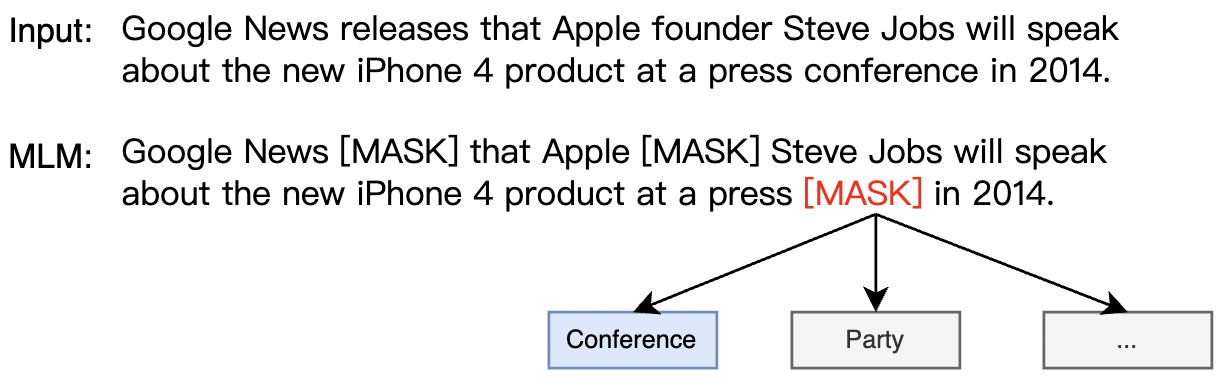 Input: Google News releases that Apple founder Steve Jobs will speak
about the new iPhone 4 product at a press conference in 2014.
MLM: Google News [MASK] that Apple [MASK] Steve Jobs will speak
about the new iPhone 4 product at a press [MASK] in 2014.
Conference Party ...